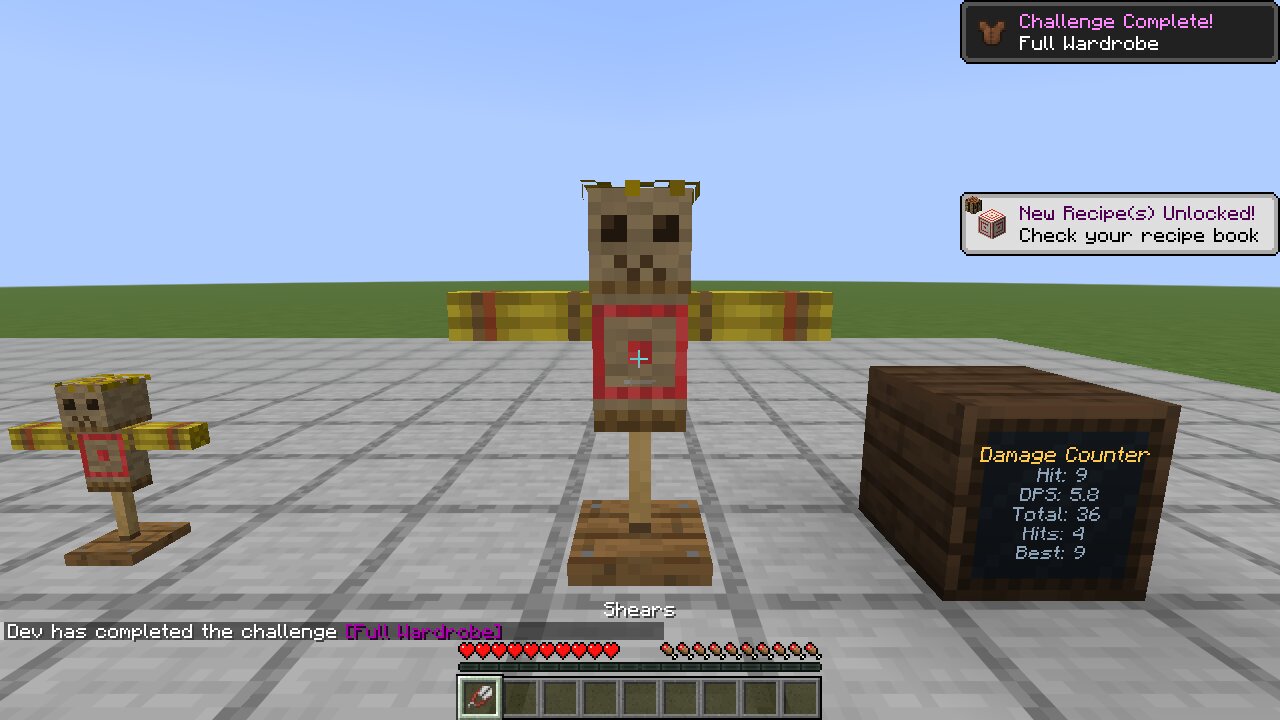 Challenge Complete!
Full Wardrobe
New Recipe(s) Unlocked!
Check your recipe book
Damage Counter
Hit: 9
DPS: 5.8
Total: 36
Hits: 4
Best: 9
Shears
Dev has completed the challenge [Full Wardrobe]